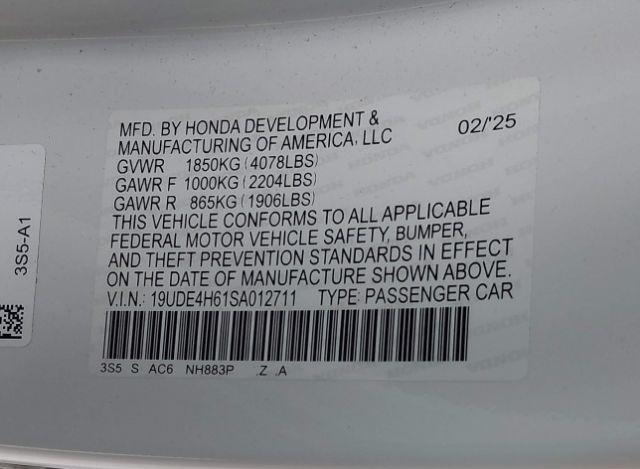 MFD. BY HONDA DEVELOPMENT &
MANUFACTURING OF AMERICA, LLC 02/'25
GVWR 1850KG (4078LBS)
GAWR F 1000KG (2204LBS)
GAWR R 865KG (1906LBS)
THIS VEHICLE CONFORMS TO ALL APPLICABLE
FEDERAL MOTOR VEHICLE SAFETY, BUMPER,
AND THEFT PREVENTION STANDARDS IN EFFECT
ON THE DATE OF MANUFACTURE SHOWN ABOVE.
V.I.N.: 19UDE4H61SA012711 TYPE: PASSENGER CAR
3S5 S AC6 NH883P .Z .A
3S5-A1
HONDA